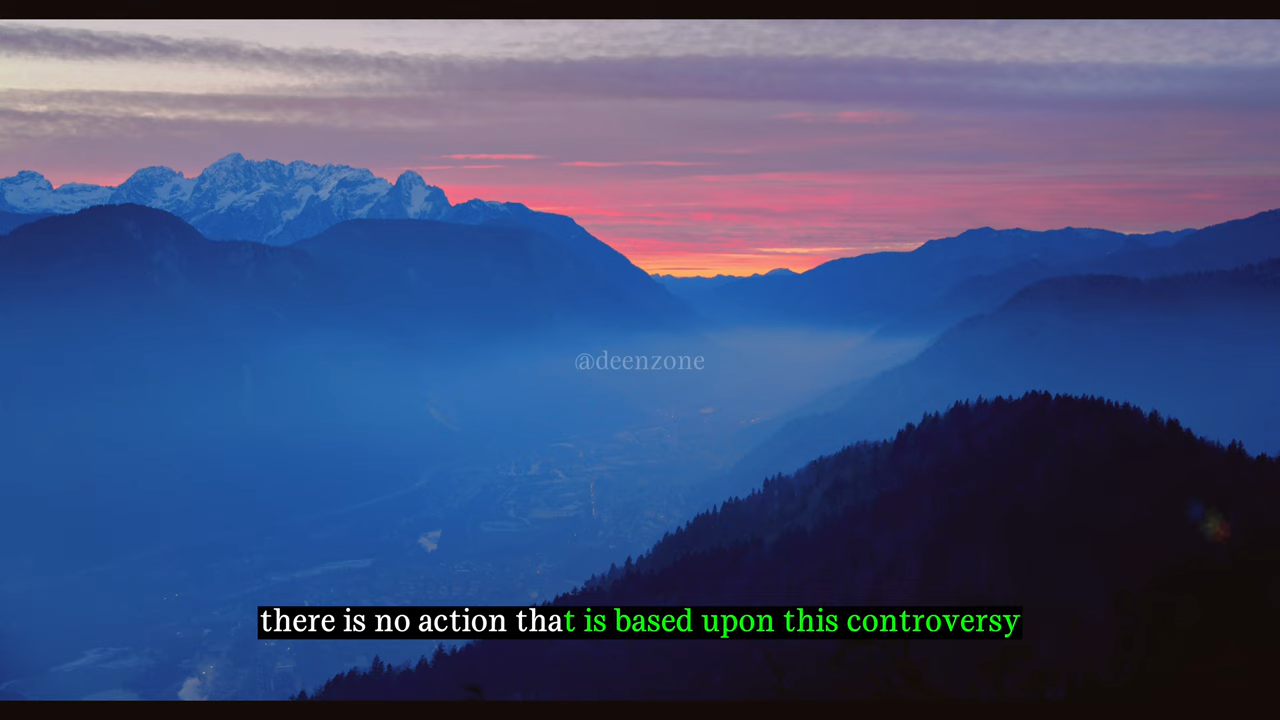 @deenzone
there is no action that is based upon this controversy